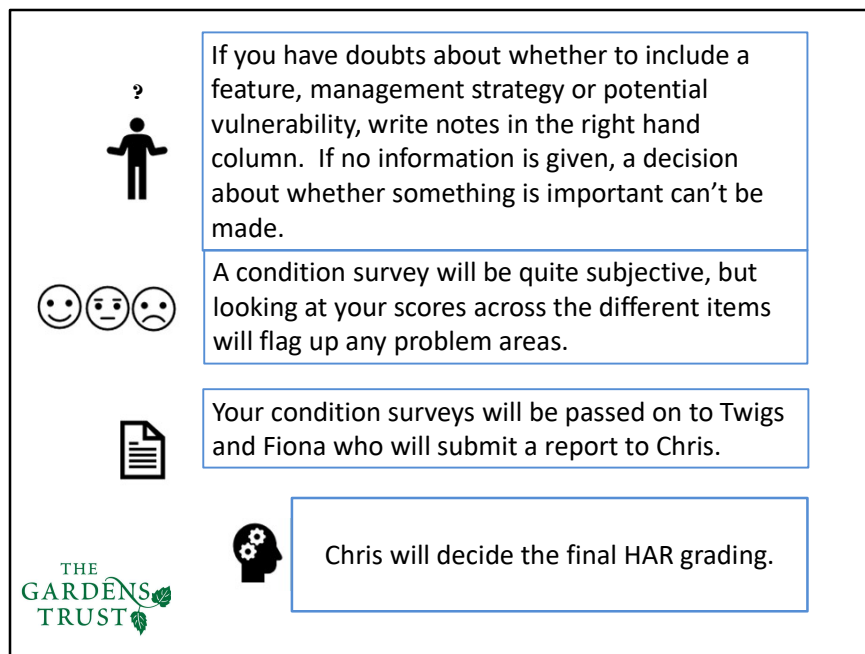 ?
If you have doubts about whether to include a
feature, management strategy or potential
vulnerability, write notes in the right hand
column.  If no information is given, a decision
about whether something is important can’t be
made.
A condition survey will be quite subjective, but
looking at your scores across the different items
will flag up any problem areas.
Your condition surveys will be passed on to Twigs
and Fiona who will submit a report to Chris.
Chris will decide the final HAR grading.
THE
GARDENS
TRUST